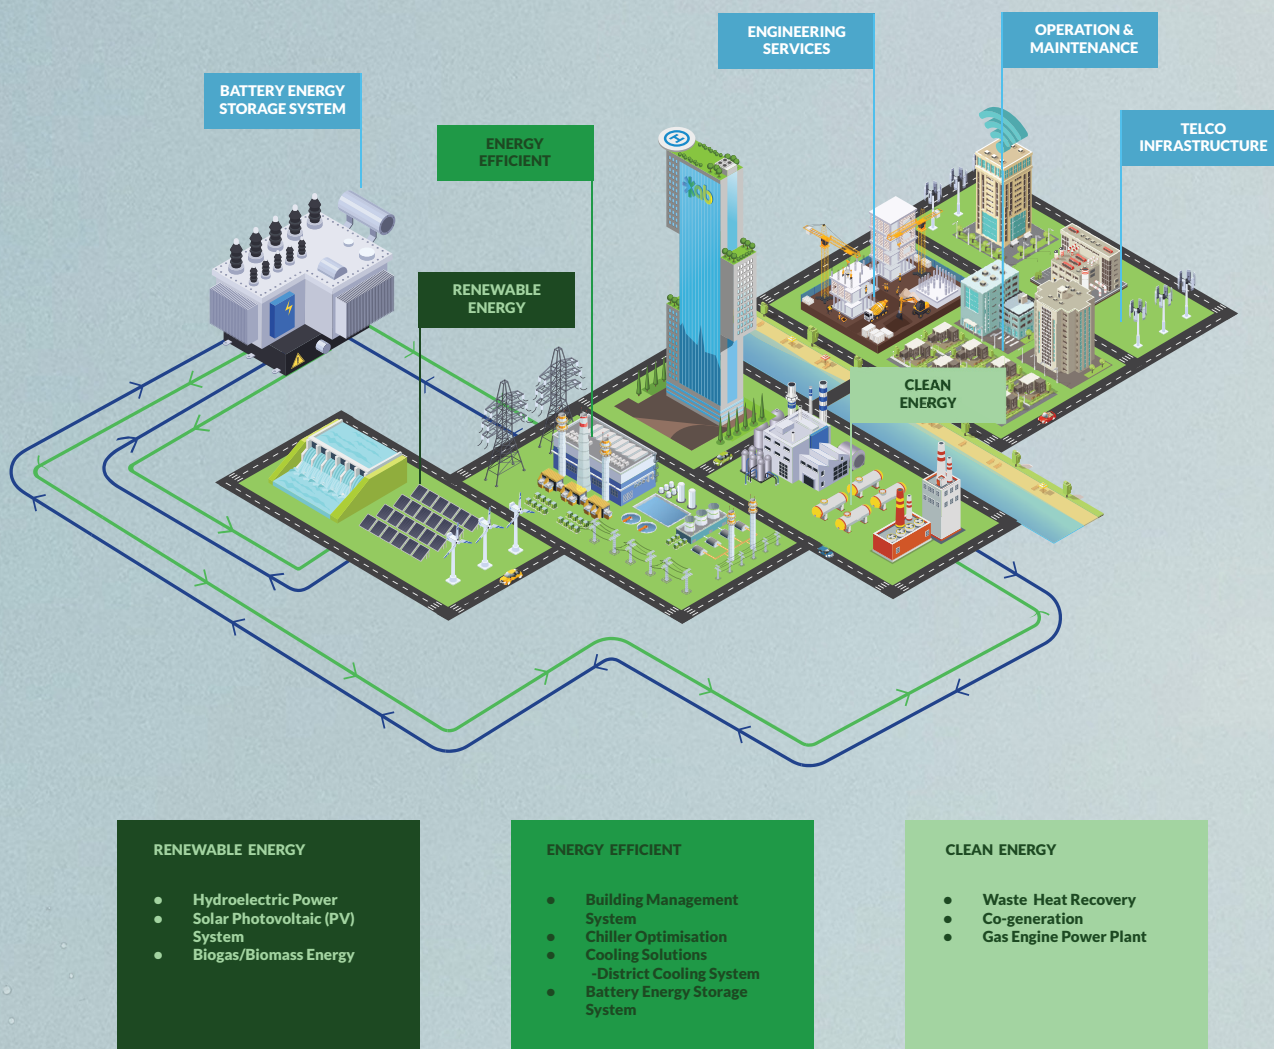 ENGINEERING
SERVICES
OPERATION &
MAINTENANCE
BATTERY ENERGY
STORAGE SYSTEM
TELCO
INFRASTRUCTURE
ENERGY
EFFICIENT
H
ab
RENEWABLE
ENERGY
CLEAN
ENERGY
RENEWABLE ENERGY
● Hydroelectric Power
● Solar Photovoltaic (PV)
System
● Biogas/Biomass Energy
ENERGY EFFICIENT
● Building Management
System
● Chiller Optimisation
● Cooling Solutions
-District Cooling System
● Battery Energy Storage
System
CLEAN ENERGY
● Waste Heat Recovery
● Co-generation
● Gas Engine Power Plant